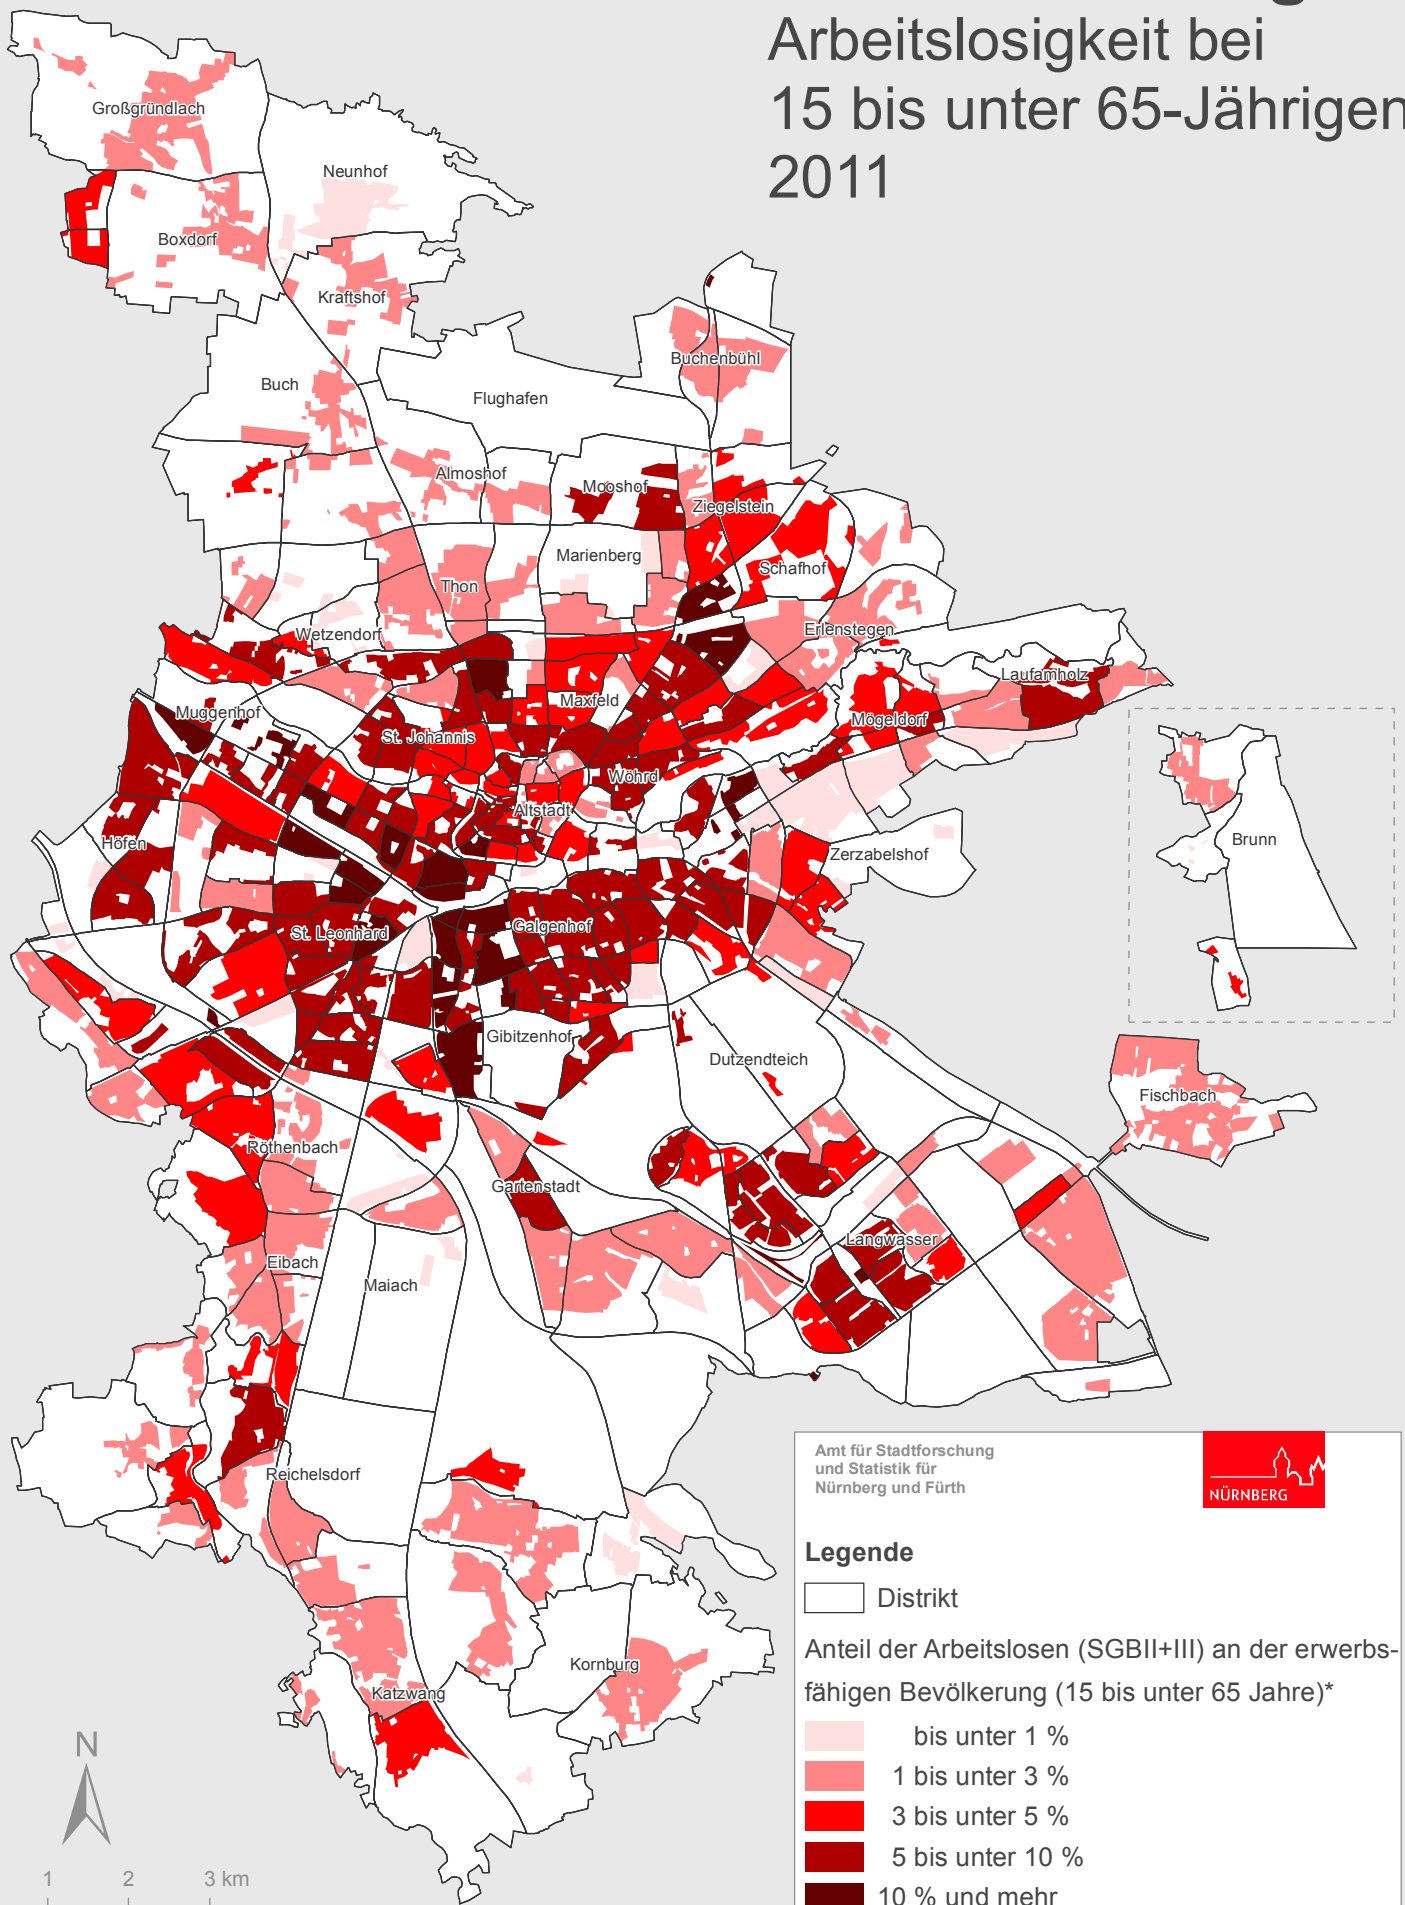 Arbeitslosigkeit bei
15 bis unter 65-Jährigen
2011
Großgründlach
Neunhof
Boxdorf
Kraftshof
Buchenbühl
Buch
Flughafen
Almoshof
Mooshof
Ziegelstein
Marienberg
Schafhof
Thon
Wetzendorf
Erlenstegen
Laufamholz
Maxfeld
Muggenhof
Mögeldorf
St. Johannis
Wöhrd
Altstadt
Höfen
Zerzabelshof
Brunn
St. Leonhard
Galgenhof
Gibitzenhof
Dutzendteich
Fischbach
Röthenbach
Gartenstadt
Langwasser
Eibach
Maiach
Reichelsdorf
Kornburg
Katzwang
N
1 2 3 km
Amt für Stadtforschung
und Statistik für
Nürnberg und Fürth
NÜRNBERG
Legende
Distrikt
Anteil der Arbeitslosen (SGBII+III) an der erwerbs-
fähigen Bevölkerung (15 bis unter 65 Jahre)*
bis unter 1 %
1 bis unter 3 %
3 bis unter 5 %
5 bis unter 10 %
10 % und mehr